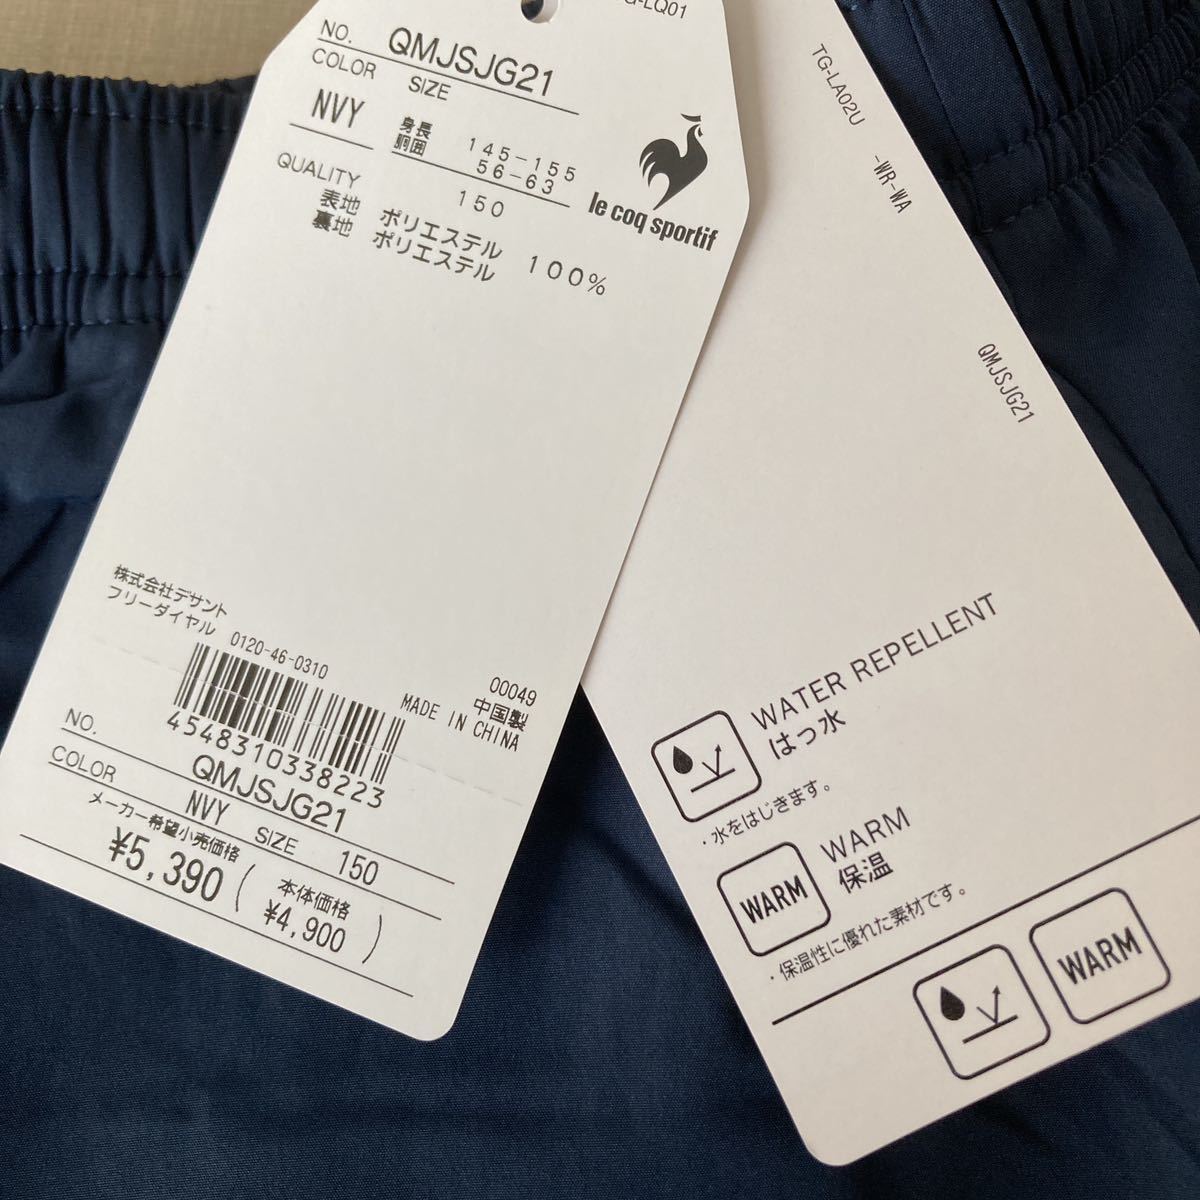 NO. QMJSJG21
COLOR SIZE
NVY 身長 145-155
胴囲 56-63
QUALITY 150
表地 ポリエステル 100%
裏地 ポリエステル
le coq sportif
株式会社デサント
フリーダイヤル 0120-46-0310
00049
MADE IN CHINA 中国製
4548310338223
NO. QMJSJG21
COLOR NVY SIZE 150
メーカー希望小売価格
¥5,390 (本体価格 ¥4,900)
TG-LA02U
-WR-WA
QMJSJG21
WATER REPELLENT
はっ水
・水をはじきます。
WARM
WARM
保温
・保温性に優れた素材です。
WARM